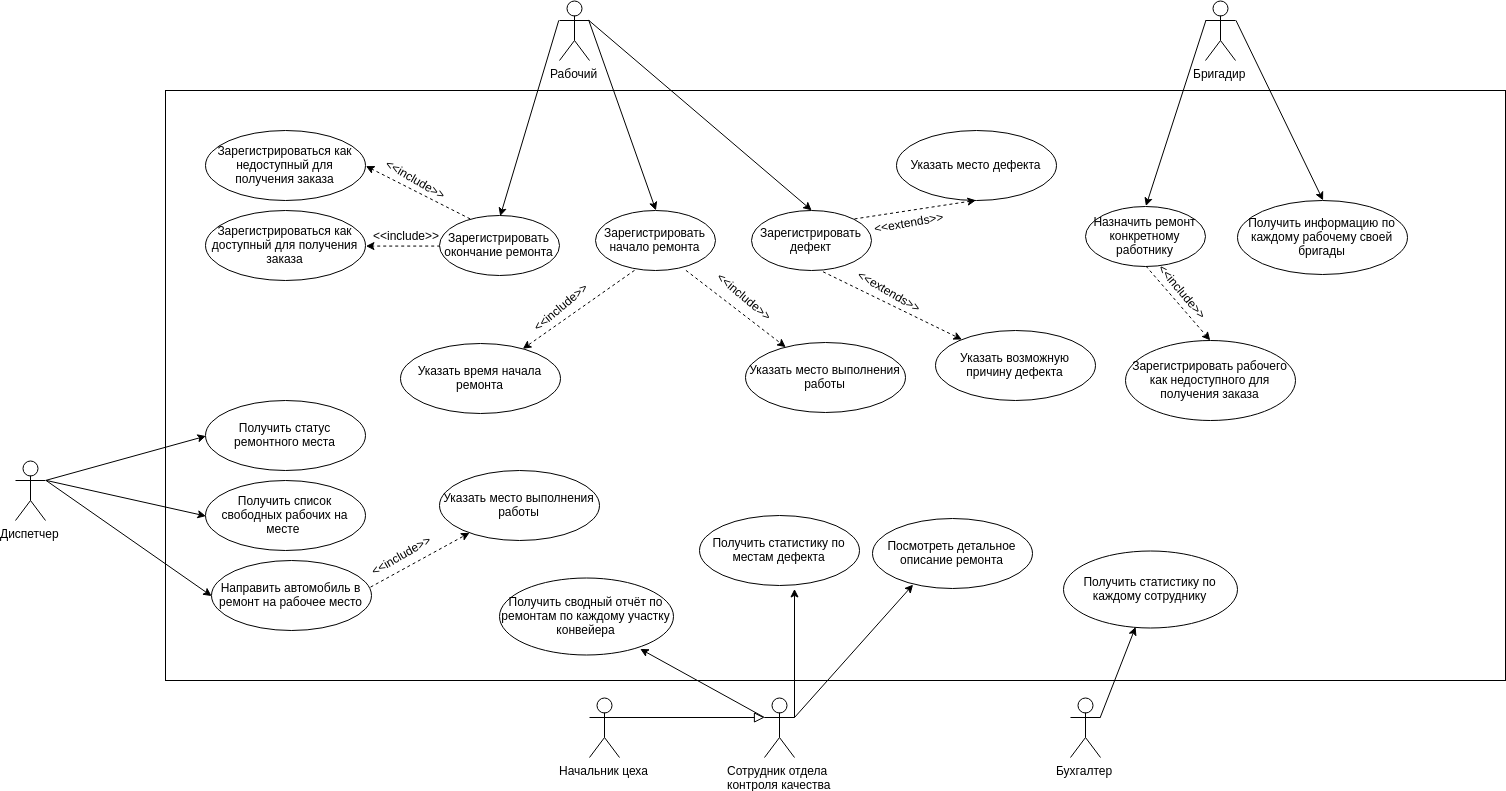 Рабочий
Бригадир
Зарегистрироваться как
недоступный для
получения заказа
<<include>>
Указать место дефекта
Зарегистрироваться как
доступный для получения
заказа
<<include>>
Зарегистрировать
окончание ремонта
Зарегистрировать
начало ремонта
Зарегистрировать
дефект
<<extends>>
Назначить ремонт
конкретному
работнику
Получить информацию по
каждому рабочему своей
бригады
<<include>>
<<include>>
<<extends>>
<<include>>
Указать время начала
ремонта
Указать место выполнения
работы
Указать возможную
причину дефекта
Зарегистрировать рабочего
как недоступного для
получения заказа
Получить статус
ремонтного места
Диспетчер
Получить список
свободных рабочих на
месте
Указать место выполнения
работы
<<include>>
Направить автомобиль в
ремонт на рабочее место
Получить статистику по
местам дефекта
Посмотреть детальное
описание ремонта
Получить статистику по
каждому сотруднику
Получить сводный отчёт по
ремонтам по каждому участку
конвейера
Начальник цеха
Сотрудник отдела
контроля качества
Бухгалтер